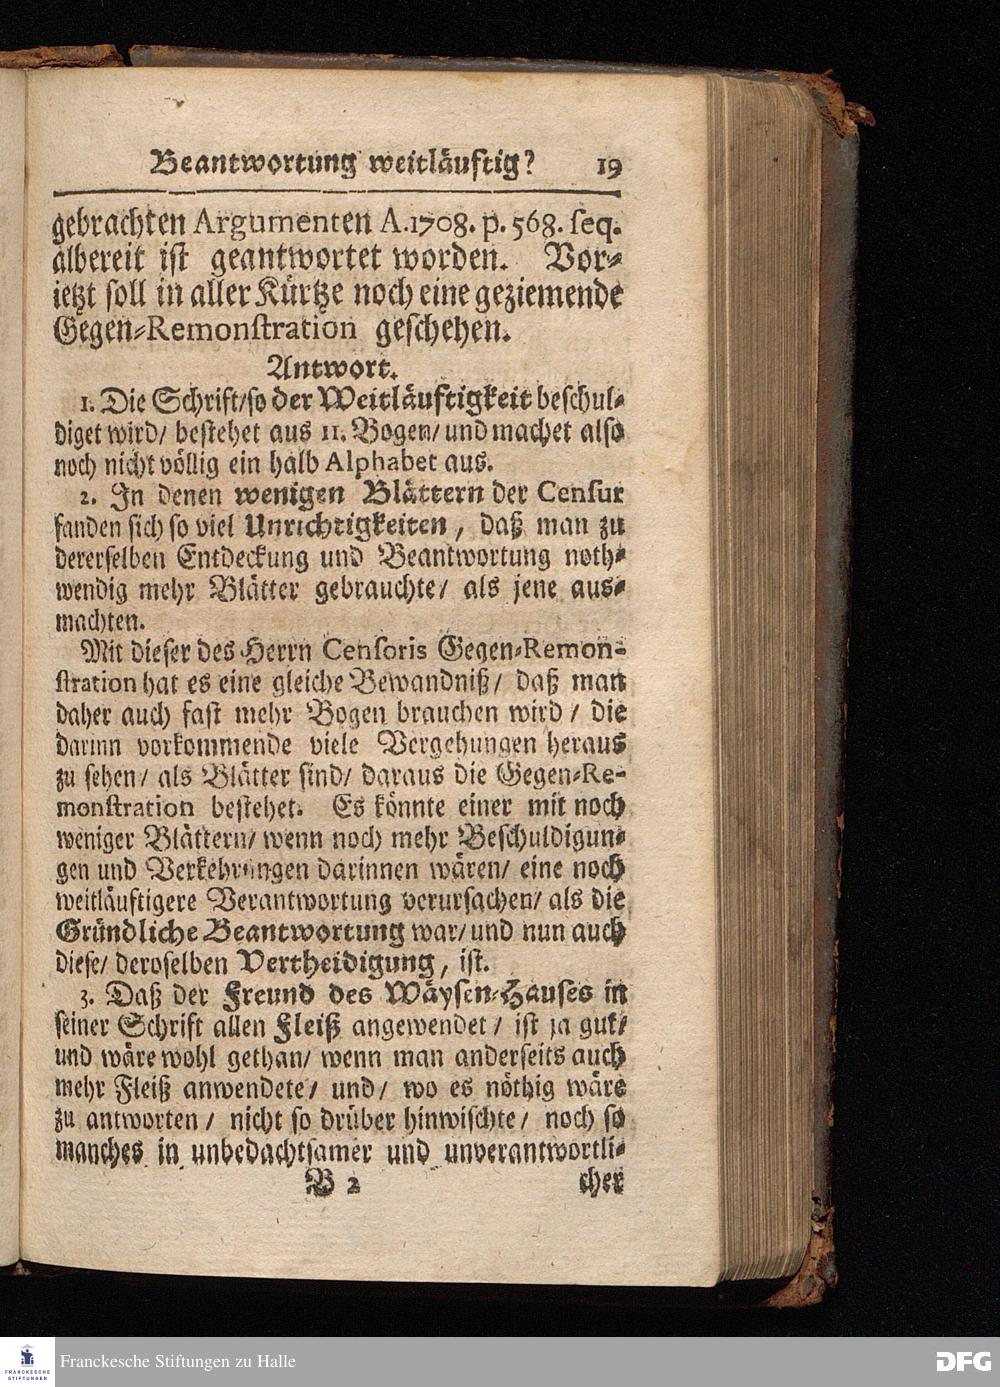 Beantwortung weitläuftig? 19
gebrachten Argumenten A.1708. p. 568. seq.
albereit ist geantwortet worden. Vor-
ietzt soll in aller Kürtze noch eine geziemende
Gegen-Remonstration geschehen.
Antwort.
1. Die Schrift/so der Weitläuftigkeit beschul-
diget wird/ bestehet aus 11. Bogen/ und machet also
noch nicht völlig ein halb Alphabet aus.
2. In denen wenigen Blättern der Censur
fanden sich so viel Unrichtigkeiten, daß man zu
dererselben Entdeckung und Beantwortung noth-
wendig mehr Blätter gebrauchte/ als jene aus-
machten.
Mit dieser des Herrn Censoris Gegen-Remon-
stration hat es eine gleiche Bewandniß/ daß man
daher auch fast mehr Bogen brauchen wird / die
darinn vorkommende viele Vergehungen heraus
zu sehen/ als Blätter sind/ daraus die Gegen-Re-
monstration bestehet. Es könnte einer mit noch
weniger Blättern/ wenn noch mehr Beschuldigun-
gen und Verkehrungen darinnen wären/ eine noch
weitläuftigere Verantwortung verursachen/ als die
Gründliche Beantwortung war/ und nun auch
diese/ deroselben Vertheidigung, ist.
3. Daß der Freund des Wäysen-Hauses in
seiner Schrift allen Fleiß angewendet / ist ja gut/
und wäre wohl gethan/ wenn man anderseits auch
mehr Fleiß anwendete/ und/ wo es nöthig wäre
zu antworten / nicht so drüber hinwischte/ noch so
manches in unbedachtsamer und unverantwortli-
B 2 cher
FRANCKESCHE
STIFTUNGEN
Franckesche Stiftungen zu Halle
DFG